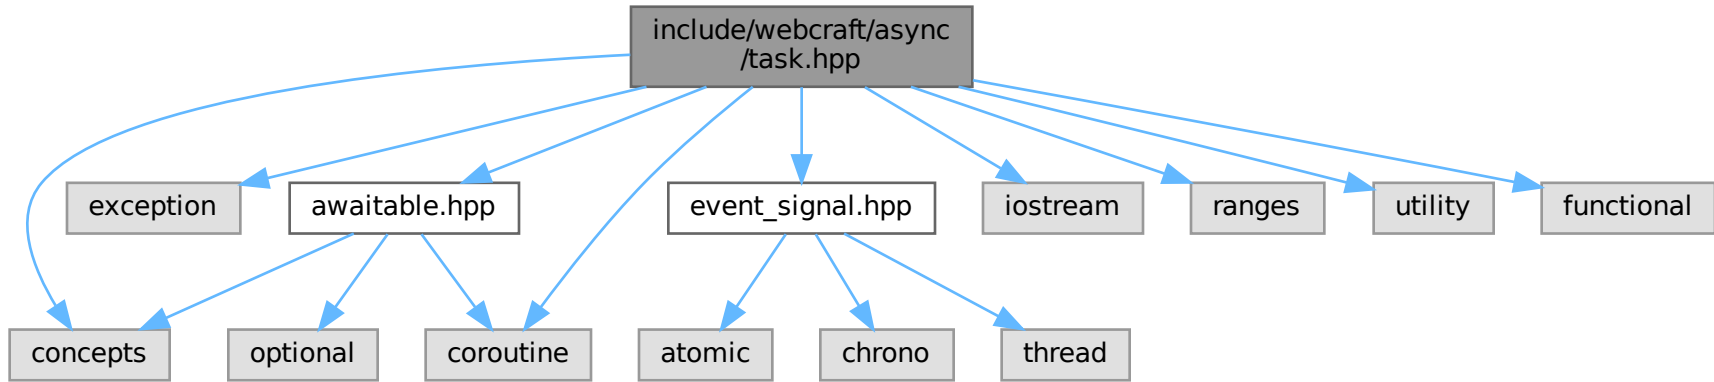 include/webcraft/async
/task.hpp
exception
awaitable.hpp
event_signal.hpp
iostream
ranges
utility
functional
concepts
optional
coroutine
atomic
chrono
thread